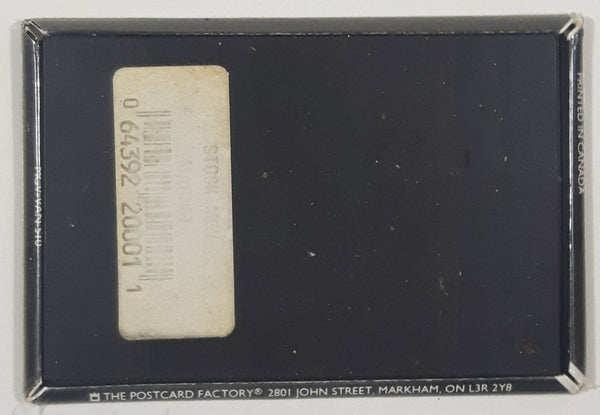 PRINTED IN CANADA
0 64392 20001 1
THE POSTCARD FACTORY® 2801 JOHN STREET, MARKHAM, ON L3R 2Y8